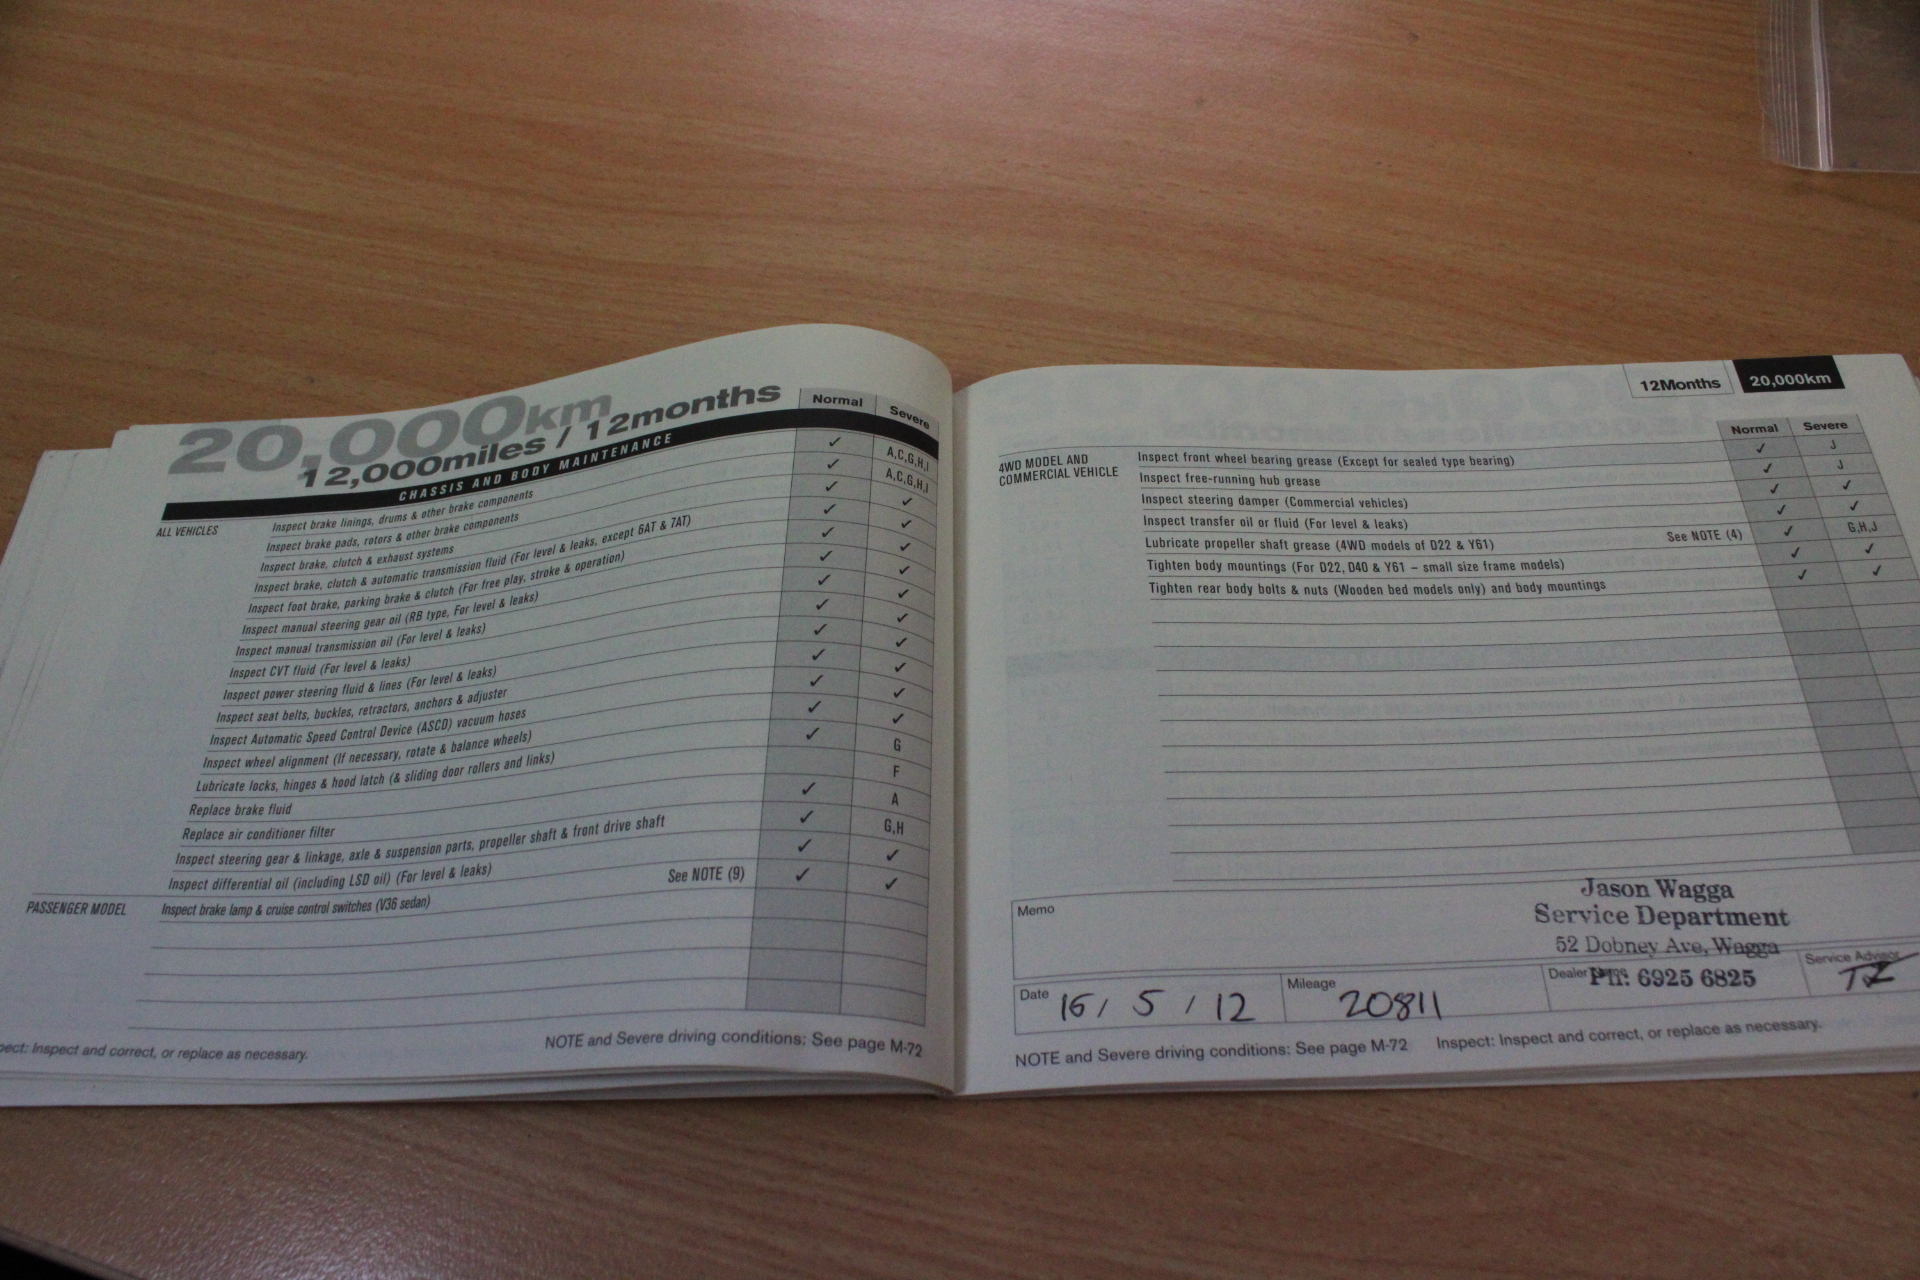 20,000km
12,000miles / 12months
Normal Severe
CHASSIS AND BODY MAINTENANCE
ALL VEHICLES
Inspect brake linings, drums & other brake components ✓ A,C,G,H,I
Inspect brake pads, rotors & other brake components ✓ A,C,G,H,I
Inspect brake, clutch & exhaust systems ✓ ✓
Inspect brake, clutch & automatic transmission fluid (For level & leaks, except 6AT & 7AT) ✓ ✓
Inspect foot brake, parking brake & clutch (For free play, stroke & operation) ✓ ✓
Inspect manual steering gear oil (RB type, For level & leaks) ✓ ✓
Inspect manual transmission oil (For level & leaks) ✓ ✓
Inspect CVT fluid (For level & leaks) ✓ ✓
Inspect power steering fluid & lines (For level & leaks) ✓ ✓
Inspect seat belts, buckles, retractors, anchors & adjuster ✓ ✓
Inspect Automatic Speed Control Device (ASCD) vacuum hoses ✓ ✓
Inspect wheel alignment (If necessary, rotate & balance wheels) ✓ ✓
Lubricate locks, hinges & hood latch (& sliding door rollers and links) ✓ G
Replace brake fluid F
Replace air conditioner filter ✓ A
Inspect steering gear & linkage, axle & suspension parts, propeller shaft & front drive shaft ✓ G,H
Inspect differential oil (including LSD oil) (For level & leaks) See NOTE (9) ✓ ✓
PASSENGER MODEL Inspect brake lamp & cruise control switches (V36 sedan) ✓ ✓
NOTE and Severe driving conditions: See page M-72
Inspect and correct, or replace as necessary.
12Months 20,000km
Normal Severe
4WD MODEL AND
COMMERCIAL VEHICLE
Inspect front wheel bearing grease (Except for sealed type bearing) ✓ J
Inspect free-running hub grease ✓ J
Inspect steering damper (Commercial vehicles) ✓ ✓
Inspect transfer oil or fluid (For level & leaks) ✓ ✓
Lubricate propeller shaft grease (4WD models of D22 & Y61) See NOTE (4) ✓ G,H,J
Tighten body mountings (For D22, D40 & Y61 – small size frame models) ✓ ✓
Tighten rear body bolts & nuts (Wooden bed models only) and body mountings ✓ ✓
Memo
Jason Wagga
Service Department
52 Dobney Ave, Wagga
Ph: 6925 6825
Date 16/5/12
Mileage 20811
Dealer Name
Service Advisor
NOTE and Severe driving conditions: See page M-72 Inspect: Inspect and correct, or replace as necessary.